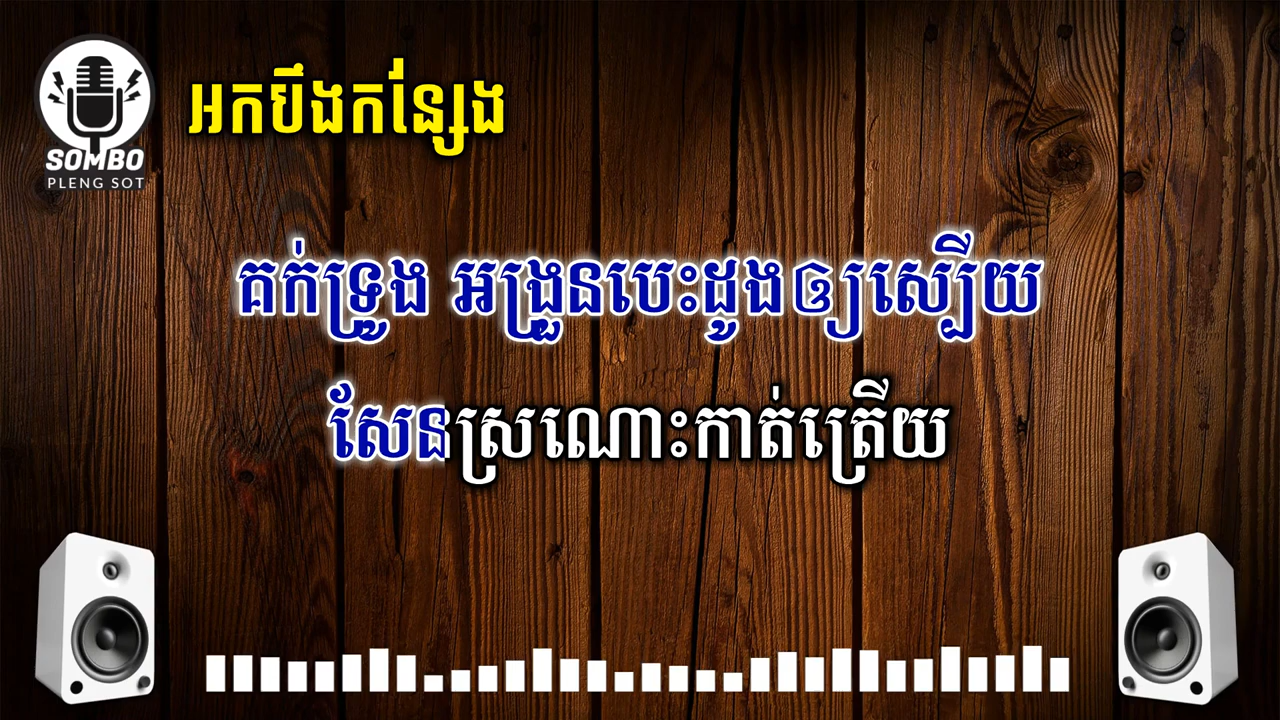 SOMBO
PLENG SOT
អកបឹងកន្សែង
គក់ទ្រូង អង្រួនបេះដូងឲ្យស្បើយ
សែនស្រណោះកាត់ត្រើយ